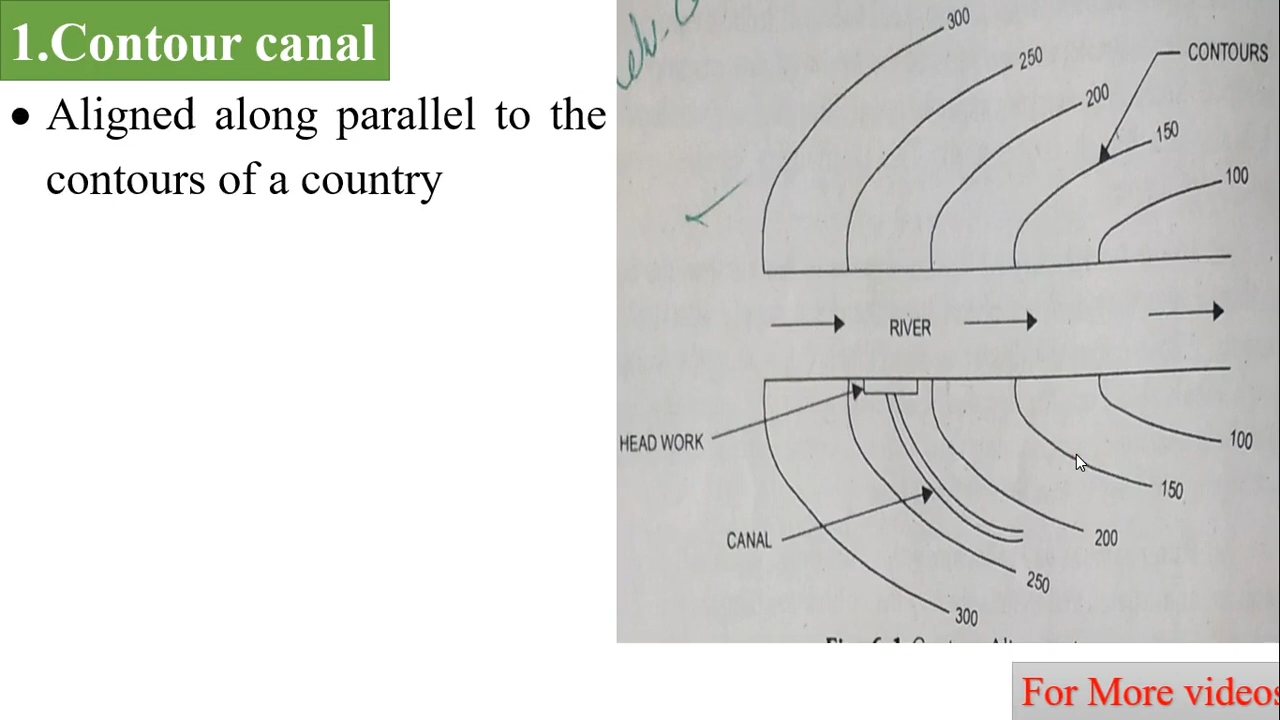 1.Contour canal
• Aligned along parallel to the
contours of a country
300
250
CONTOURS
200
150
100
RIVER
HEAD WORK
100
150
CANAL
200
250
300
For More videos